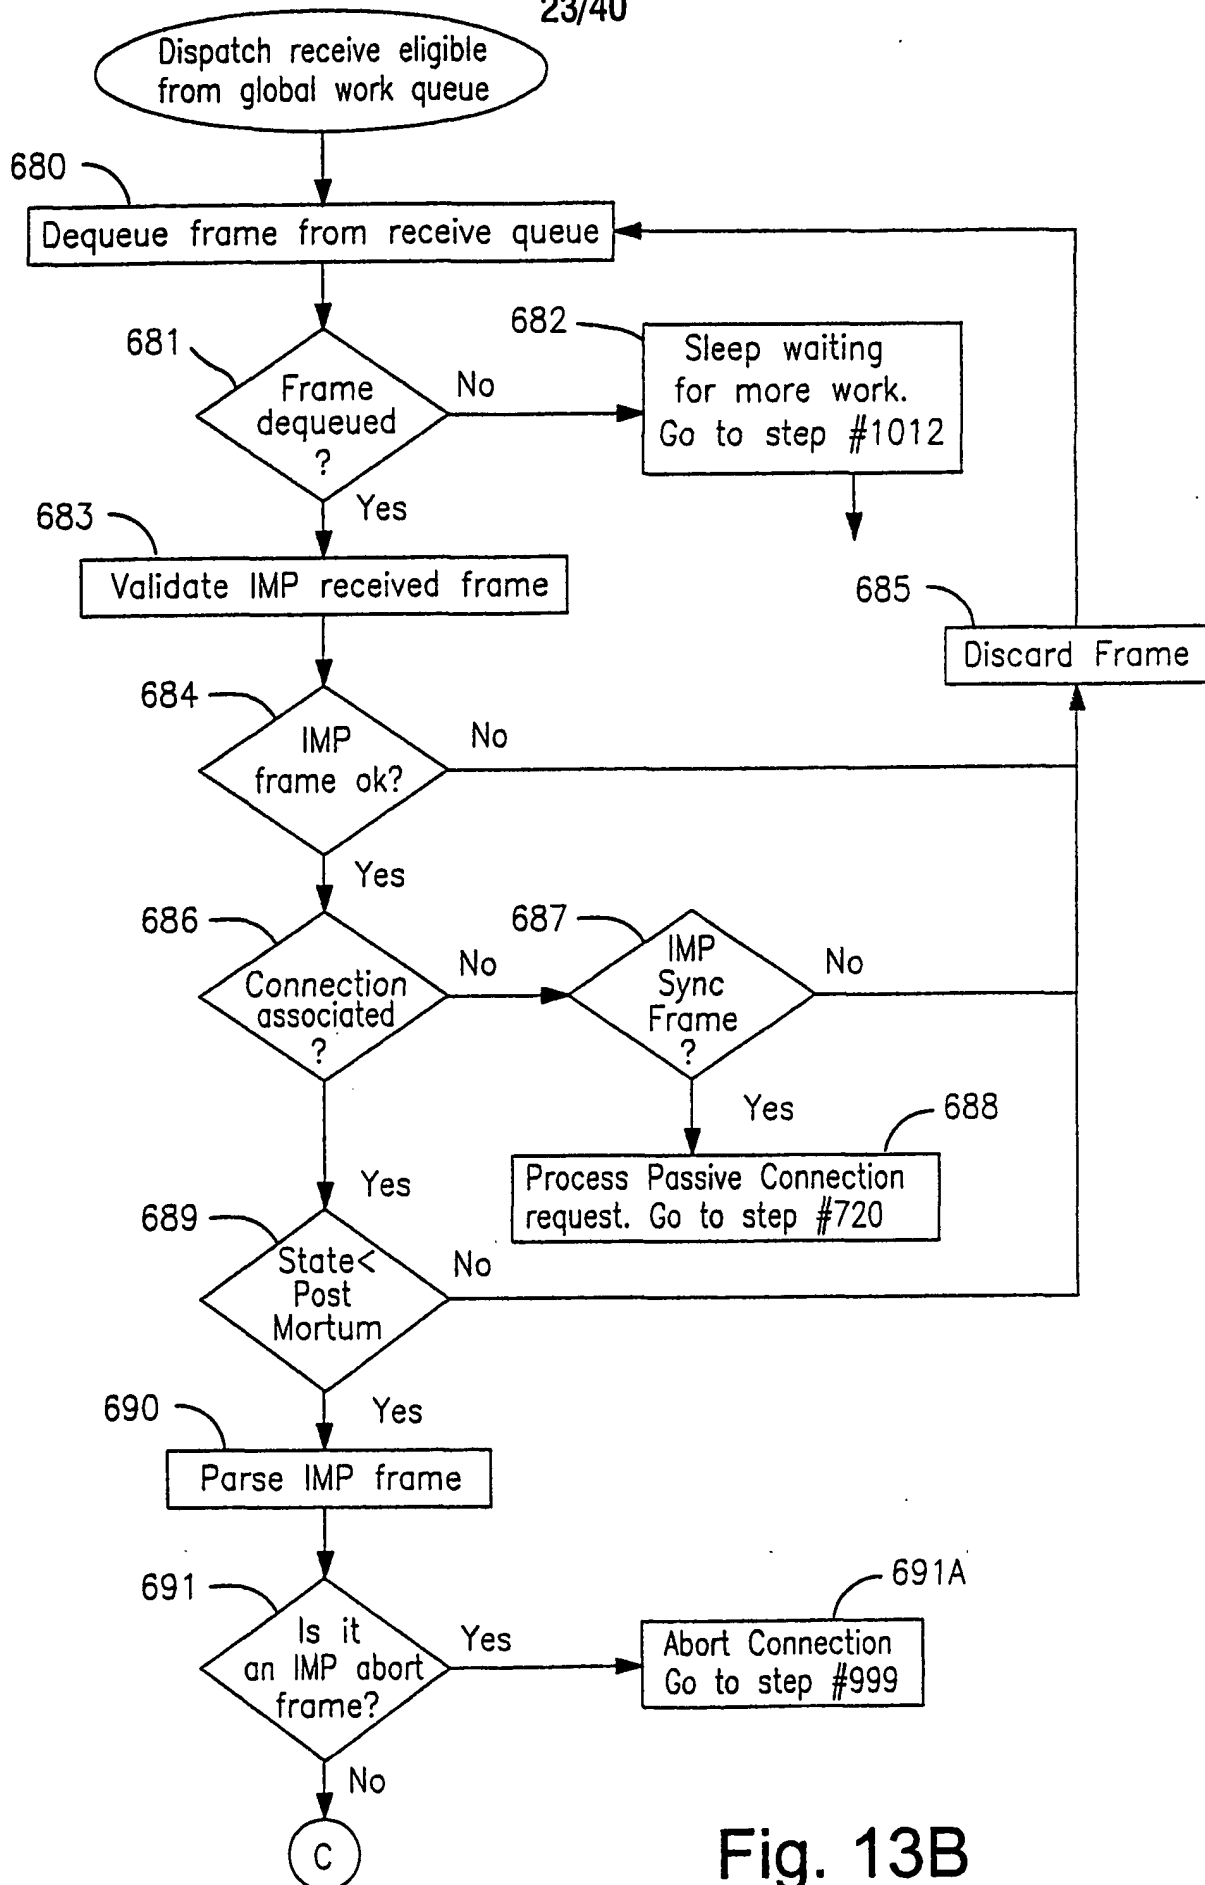 23/40
Dispatch receive eligible
from global work queue
680
Dequeue frame from receive queue
681
Frame
dequeued
?
No
682
Sleep waiting
for more work.
Go to step #1012
Yes
683
Validate IMP received frame
685
Discard Frame
684
IMP
frame ok?
No
Yes
686
Connection
associated
?
No
687
IMP
Sync
Frame
?
No
Yes
688
Process Passive Connection
request. Go to step #720
Yes
689
State<
Post
Mortum
No
Yes
690
Parse IMP frame
691
Is it
an IMP abort
frame?
Yes
691A
Abort Connection
Go to step #999
No
C
Fig. 13B